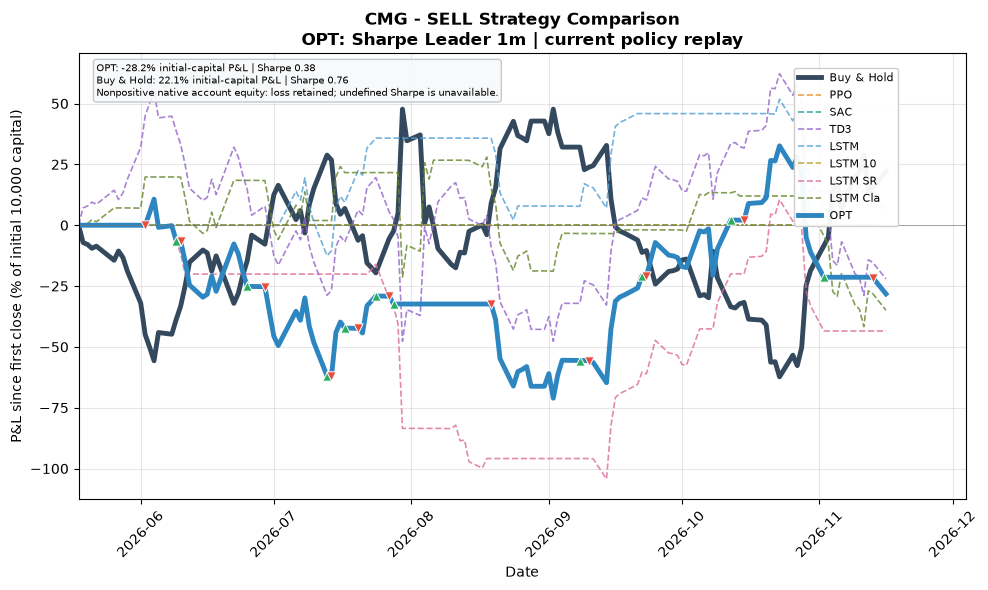 CMG - SELL Strategy Comparison
OPT: Sharpe Leader 1m | current policy replay
OPT: -28.2% initial-capital P&L | Sharpe 0.38
Buy & Hold: 22.1% initial-capital P&L | Sharpe 0.76
Nonpositive native account equity: loss retained; undefined Sharpe is unavailable.
Buy & Hold
PPO
SAC
TD3
LSTM
LSTM 10
LSTM SR
LSTM Cla
OPT
P&L since first close (% of initial 10,000 capital)
50
25
0
−25
−50
−75
−100
2026-06
2026-07
2026-08
2026-09
2026-10
2026-11
2026-12
Date